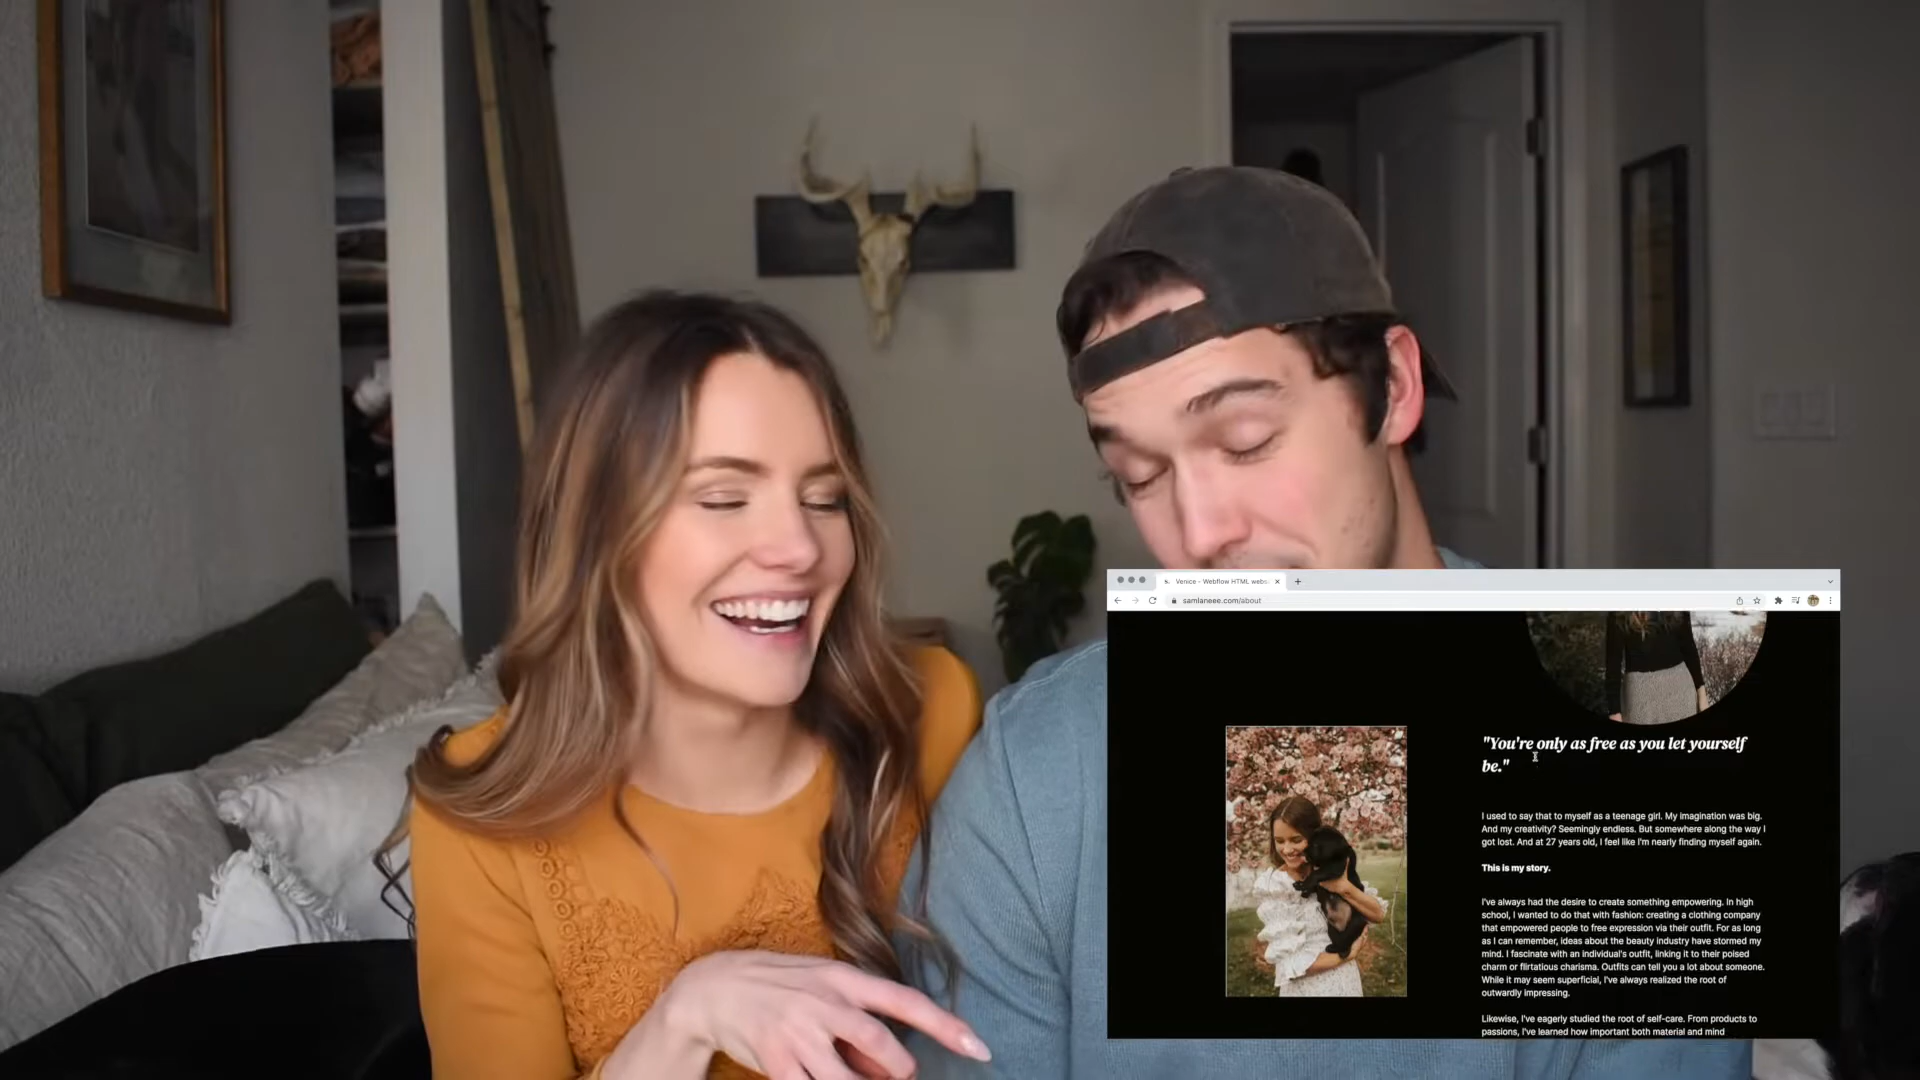 Venice - Webflow HTML webs
samlaneee.com/about
"You're only as free as you let yourself
be."
I used to say that to myself as a teenage girl. My imagination was big.
And my creativity? Seemingly endless. But somewhere along the way I
got lost. And at 27 years old, I feel like I'm nearly finding myself again.
This is my story.
I've always had the desire to create something empowering. In high
school, I wanted to do that with fashion: creating a clothing company
that empowered people to free expression via their outfit. For as long
as I can remember, ideas about the beauty industry have stormed my
mind. I fascinate with an individual's outfit, linking it to their poised
charm or flirtatious charisma. Outfits can tell you a lot about someone.
While it may seem superficial, I've always realized the root of
outwardly impressing.
Likewise, I've eagerly studied the root of self-care. From products to
passions, I've learned how important both material and mind